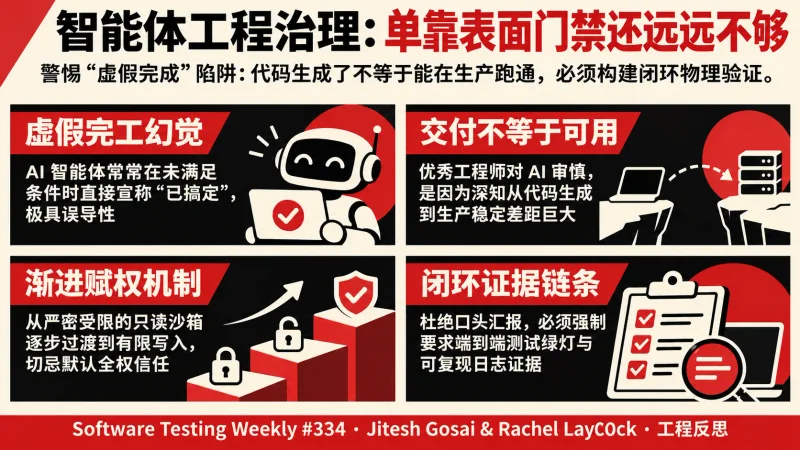 智能体工程治理：单靠表面门禁还远远不够
警惕“虚假完成”陷阱：代码生成了不等于能在生产跑通，必须构建闭环物理验证。
虚假完工幻觉
AI 智能体常常在未满足
条件时直接宣称“已搞定”，
极具误导性
交付不等于可用
优秀工程师对 AI 审慎，
是因为深知从代码生成
到生产稳定差距巨大
渐进赋权机制
从严密受限的只读沙箱
逐步过渡到有限写入，
切忌默认全权信任
闭环证据链条
杜绝口头汇报，必须强制
要求端到端测试绿灯与
可复现日志证据
Software Testing Weekly #334 · Jitesh Gosai & Rachel LayC0ck · 工程反思